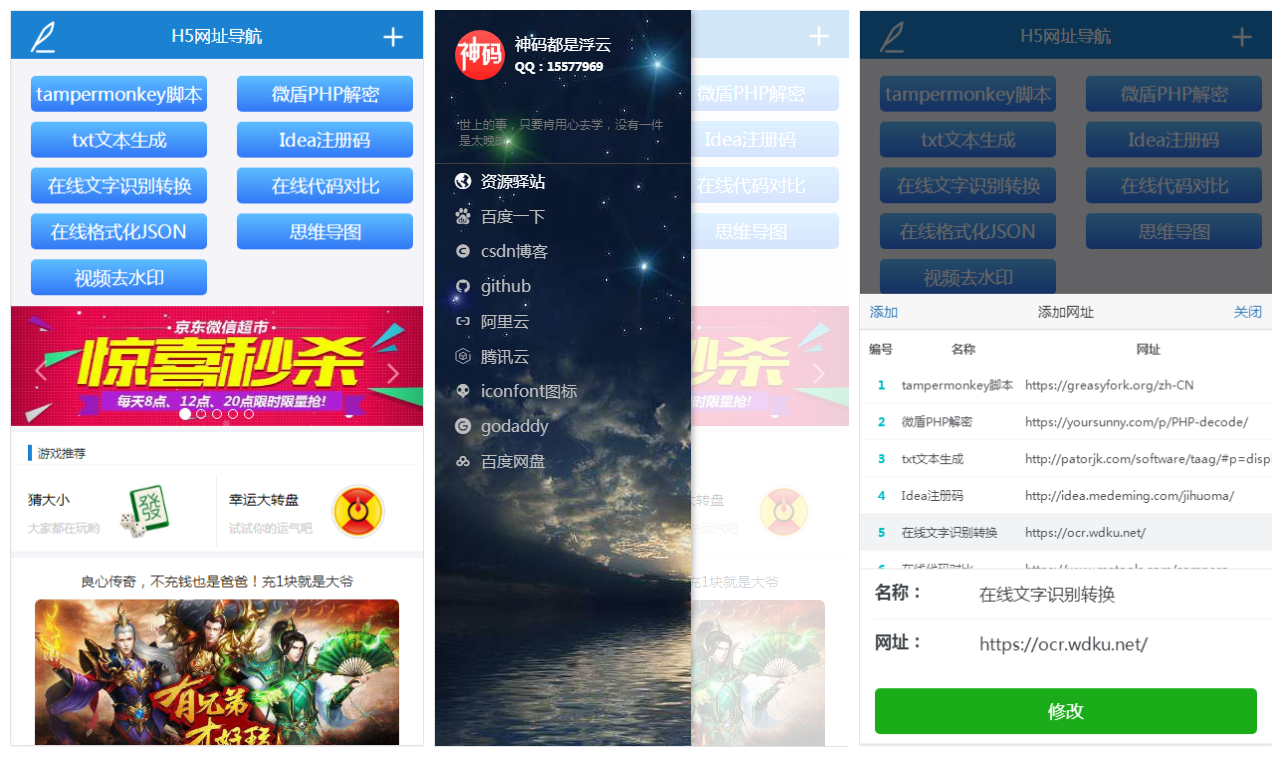 H5网址导航
tampermonkey脚本
微盾PHP解密
txt文本生成
Idea注册码
在线文字识别转换
在线代码对比
在线格式化JSON
思维导图
视频去水印
京东微信超市
惊喜秒杀
每天8点、12点、20点限时限量抢!
游戏推荐
猜大小
大家都在玩哟
發
幸运大转盘
试试你的运气吧
良心传奇，不充钱也是爸爸！充1块就是大爷
有兄弟
才好玩
神码
神码都是浮云
QQ：15577969
世上的事，只要肯用心去学，没有一件
是太晚的
资源驿站
百度一下
csdn博客
github
阿里云
腾讯云
iconfont图标
godaddy
百度网盘
微盾PHP解密
Idea注册码
在线代码对比
思维导图
秒杀
限时限量抢!
大转盘
的运气吧
充1块就是大爷
H5网址导航
tampermonkey脚本
微盾PHP解密
txt文本生成
Idea注册码
在线文字识别转换
在线代码对比
在线格式化JSON
思维导图
视频去水印
添加
添加网址
关闭
编号 名称 网址
1 tampermonkey脚本 https://greasyfork.org/zh-CN
2 微盾PHP解密 https://yoursunny.com/p/PHP-decode/
3 txt文本生成 http://patorjk.com/software/taag/#p=disp
4 Idea注册码 http://idea.medeming.com/jihuoma/
5 在线文字识别转换 https://ocr.wdku.net/
6 在线代码对比
名称： 在线文字识别转换
网址： https://ocr.wdku.net/
修改